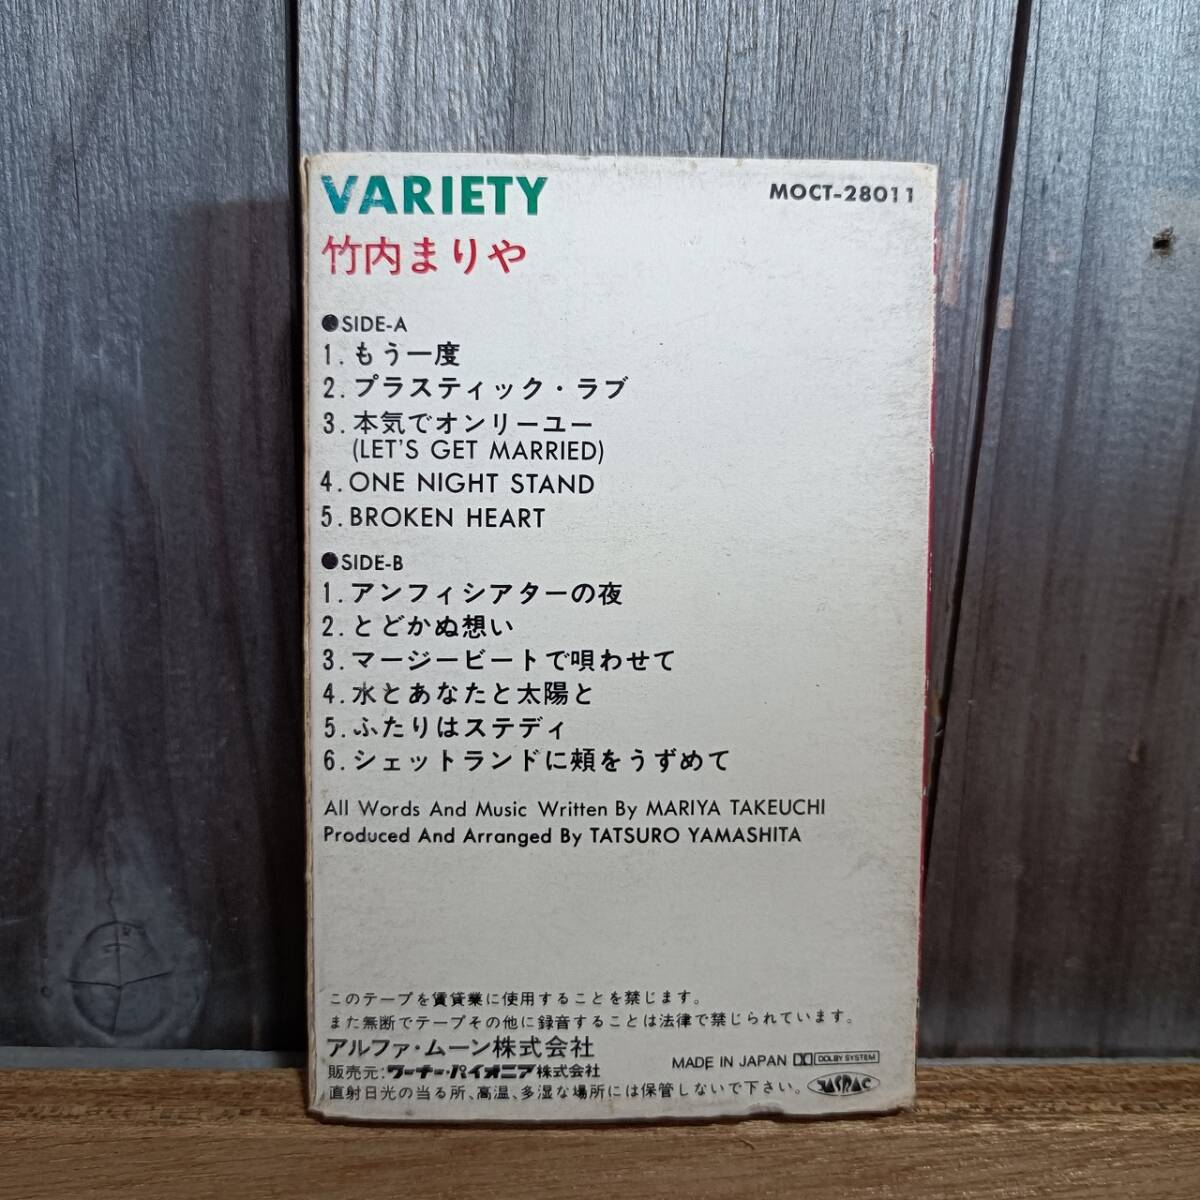 VARIETY
MOCT-28011
竹内まりや
●SIDE-A
1.もう一度
2.プラスティック・ラブ
3.本気でオンリーユー
(LET'S GET MARRIED)
4.ONE NIGHT STAND
5.BROKEN HEART
●SIDE-B
1.アンフィシアターの夜
2.とどかぬ想い
3.マージービートで唄わせて
4.水とあなたと太陽と
5.ふたりはステディ
6.シェットランドに頰をうずめて
All Words And Music Written By MARIYA TAKEUCHI
Produced And Arranged By TATSURO YAMASHITA
このテープを賃貸業に使用することを禁じます。
また無断でテープその他に録音することは法律で禁じられています。
アルファ・ムーン株式会社
MADE IN JAPAN DOLBY SYSTEM
販売元:ワーナー・パイオニア株式会社
直射日光の当る所、高温、多湿な場所には保管しないで下さい。
JASRAC